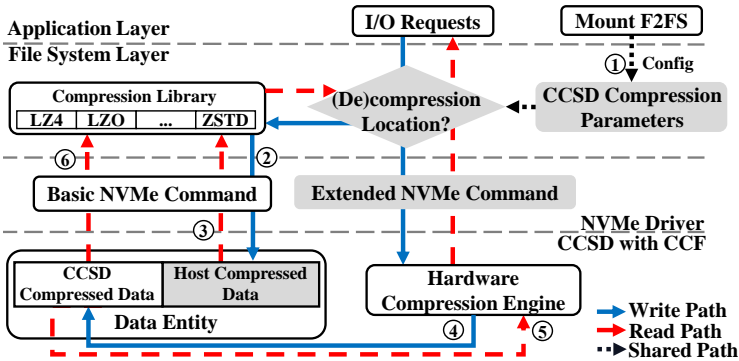 I/O Requests
Mount F2FS
Application Layer
File System Layer
①
Config
Compression Library
LZ4
LZO
...
ZSTD
(De)compression
Location?
CCSD Compression
Parameters
⑥
②
Basic NVMe Command
Extended NVMe Command
③
NVMe Driver
CCSD with CCF
CCSD
Compressed Data
Host Compressed
Data
Data Entity
Hardware
Compression Engine
④
⑤
Write Path
Read Path
Shared Path